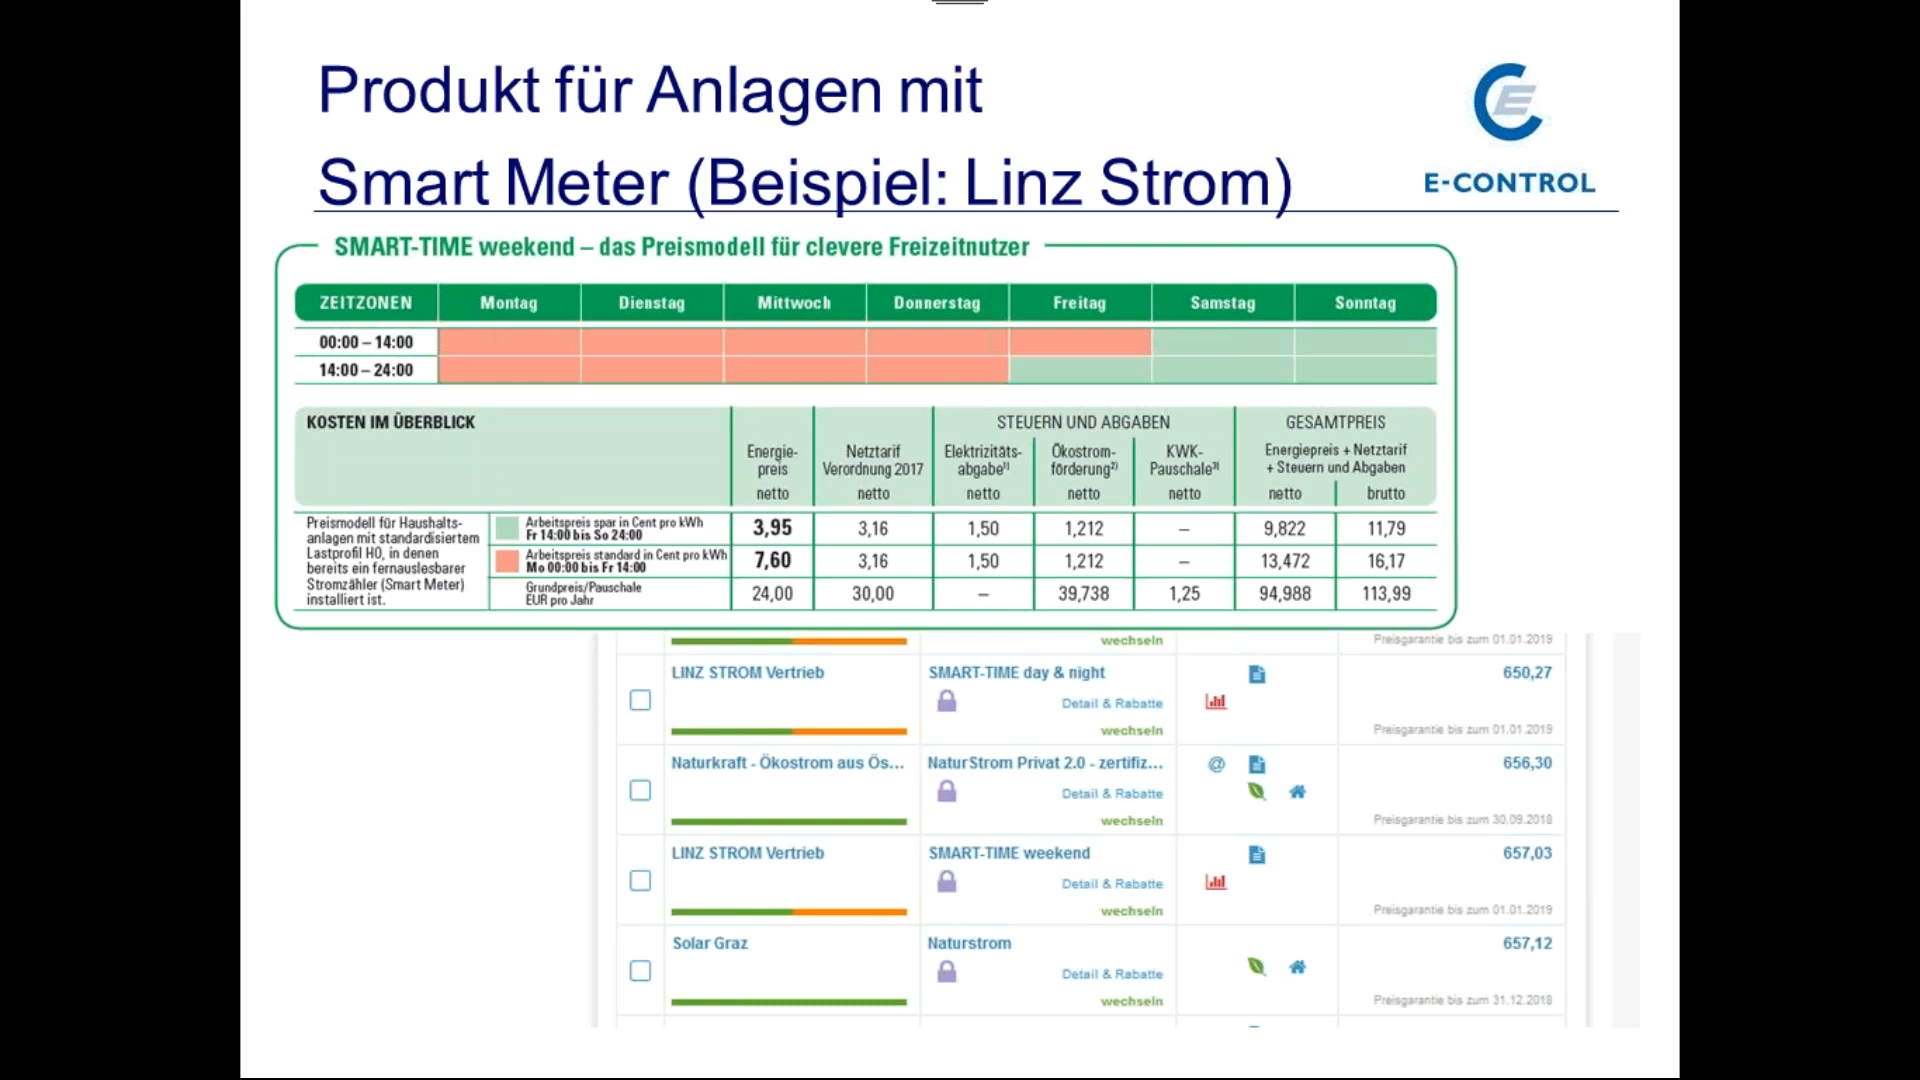 Produkt für Anlagen mit
Smart Meter (Beispiel: Linz Strom)
E-CONTROL
SMART-TIME weekend – das Preismodell für clevere Freizeitnutzer
ZEITZONEN Montag Dienstag Mittwoch Donnerstag Freitag Samstag Sonntag
00:00 – 14:00
14:00 – 24:00
KOSTEN IM ÜBERBLICK
STEUERN UND ABGABEN GESAMTPREIS
Energie-
preis
netto
Netztarif
Verordnung 2017
netto
Elektrizitäts-
abgabe¹⁾
netto
Ökostrom-
förderung²⁾
netto
KWK-
Pauschale³⁾
netto
Energiepreis + Netztarif
+ Steuern und Abgaben
netto brutto
Preismodell für Haushalts-
anlagen mit standardisiertem
Lastprofil H0, in denen
bereits ein fernauslesbarer
Stromzähler (Smart Meter)
installiert ist.
Arbeitspreis spar in Cent pro kWh
Fr 14:00 bis So 24:00
3,95 3,16 1,50 1,212 – 9,822 11,79
Arbeitspreis standard in Cent pro kWh
Mo 00:00 bis Fr 14:00
7,60 3,16 1,50 1,212 – 13,472 16,17
Grundpreis/Pauschale
EUR pro Jahr
24,00 30,00 – 39,738 1,25 94,988 113,99
wechseln Preisgarantie bis zum 01.01.2019
LINZ STROM Vertrieb SMART-TIME day & night 650,27
Detail & Rabatte
wechseln Preisgarantie bis zum 01.01.2019
Naturkraft - Ökostrom aus Ös... NaturStrom Privat 2.0 - zertifiz... @ 656,30
Detail & Rabatte
wechseln Preisgarantie bis zum 30.09.2018
LINZ STROM Vertrieb SMART-TIME weekend 657,03
Detail & Rabatte
wechseln Preisgarantie bis zum 01.01.2019
Solar Graz Naturstrom 657,12
Detail & Rabatte
wechseln Preisgarantie bis zum 31.12.2018